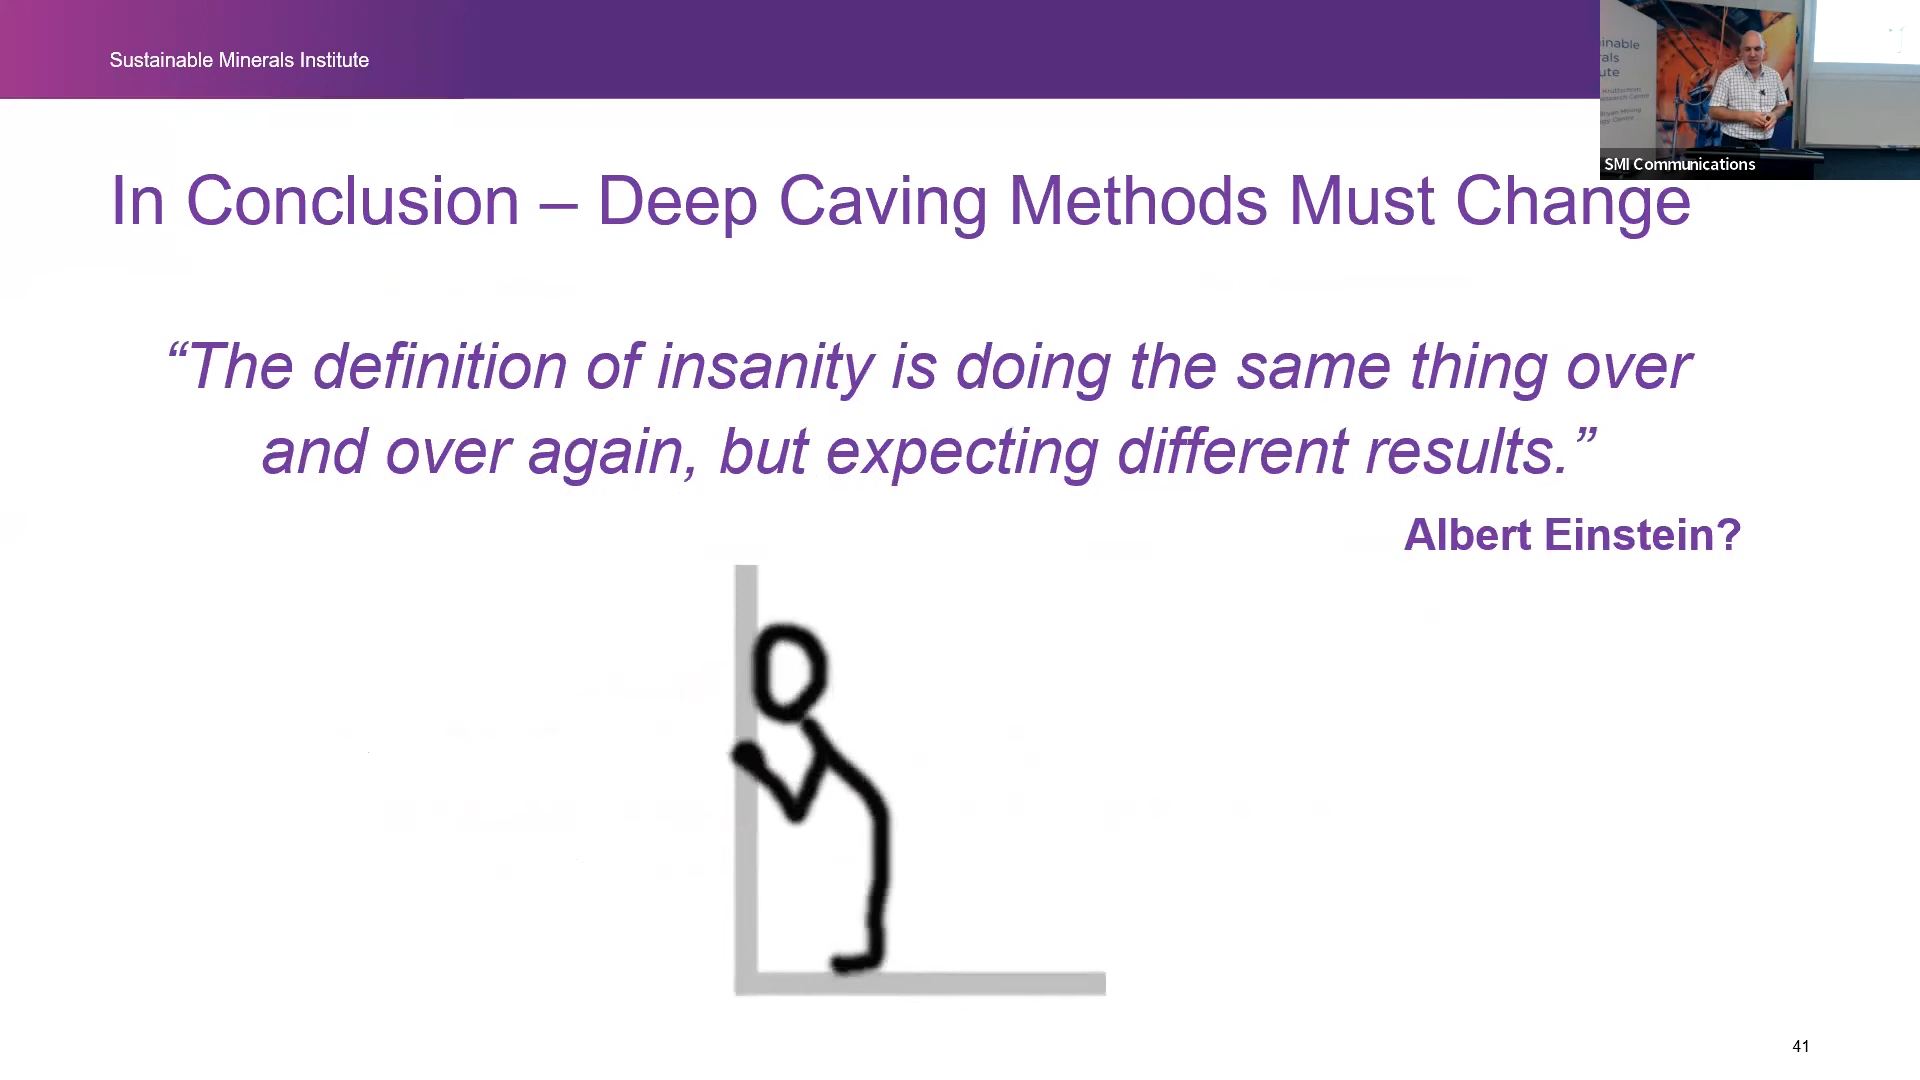 Sustainable Minerals Institute
In Conclusion – Deep Caving Methods Must Change
“The definition of insanity is doing the same thing over
and over again, but expecting different results.”
Albert Einstein?
SMI Communications
41